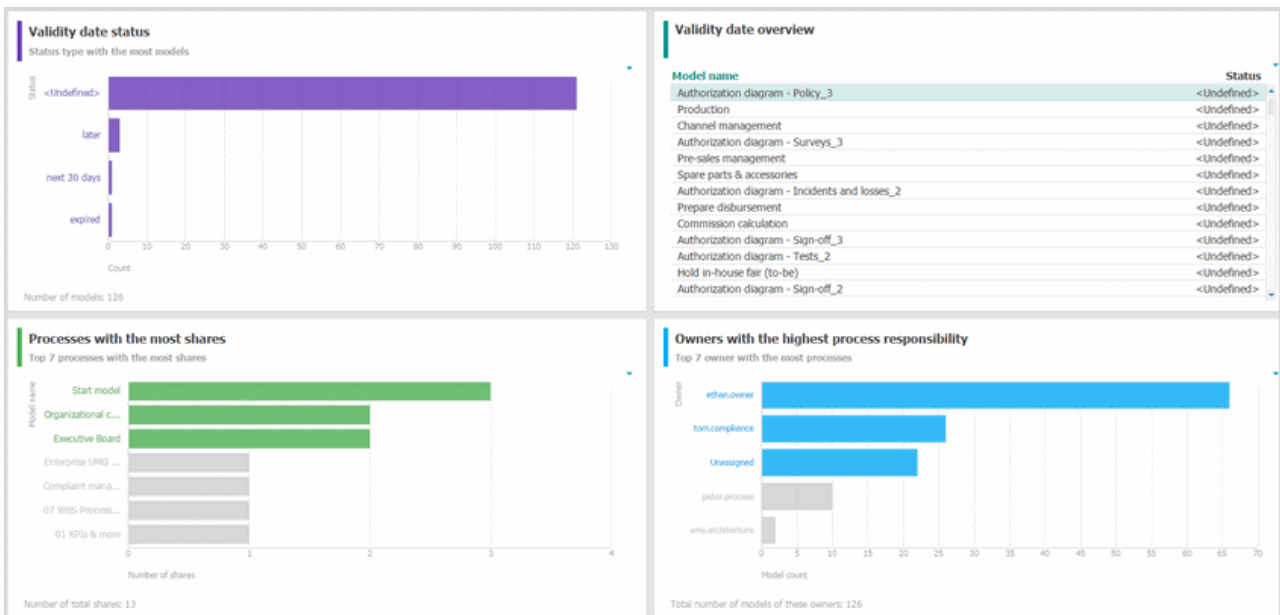 Validity date status
Status type with the most models
Status
<Undefined>
later
next 30 days
expired
0 10 20 30 40 50 60 70 80 90 100 110 120 130
Count
Number of models: 126
Validity date overview
Model name Status
Authorization diagram - Policy_3 <Undefined>
Production <Undefined>
Channel management <Undefined>
Authorization diagram - Surveys_3 <Undefined>
Pre-sales management <Undefined>
Spare parts & accessories <Undefined>
Authorization diagram - Incidents and losses_2 <Undefined>
Prepare disbursement <Undefined>
Commission calculation <Undefined>
Authorization diagram - Sign-off_3 <Undefined>
Authorization diagram - Tests_2 <Undefined>
Hold in-house fair (to-be) <Undefined>
Authorization diagram - Sign-off_2 <Undefined>
Processes with the most shares
Top 7 processes with the most shares
Model name
Start model
Organizational c...
Executive Board
Enterprise UMG ...
Complaint mana...
07 WBS Process...
01 KPIs & more
0 1 2 3 4
Number of shares
Number of total shares: 13
Owners with the highest process responsibility
Top 7 owner with the most processes
Owner
ethan.owner
tom.compliance
Unassigned
peter.process
amy.architecture
0 5 10 15 20 25 30 35 40 45 50 55 60 65 70
Model count
Total number of models of these owners: 126